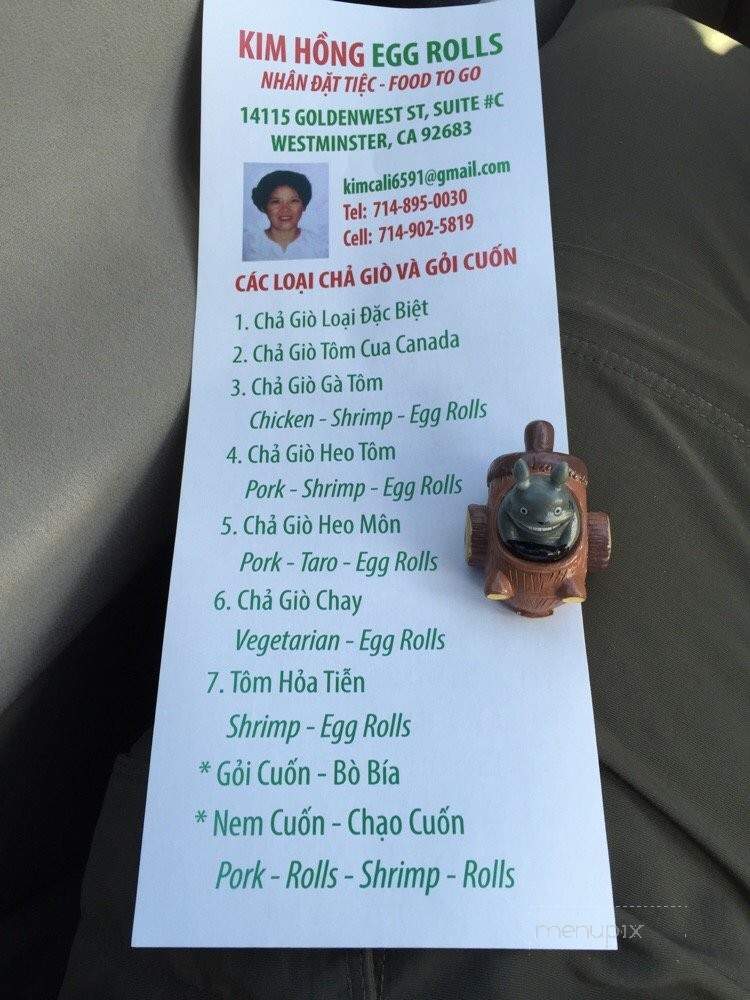 KIM HỒNG EGG ROLLS
NHÂN ĐẶT TIỆC - FOOD TO GO
14115 GOLDENWEST ST, SUITE #C
WESTMINSTER, CA 92683
kimcali6591@gmail.com
Tel: 714-895-0030
Cell: 714-902-5819
CÁC LOẠI CHẢ GIÒ VÀ GỎI CUỐN
1. Chả Giò Loại Đặc Biệt
2. Chả Giò Tôm Cua Canada
3. Chả Giò Gà Tôm
Chicken - Shrimp - Egg Rolls
4. Chả Giò Heo Tôm
Pork - Shrimp - Egg Rolls
5. Chả Giò Heo Môn
Pork - Taro - Egg Rolls
6. Chả Giò Chay
Vegetarian - Egg Rolls
7. Tôm Hỏa Tiễn
Shrimp - Egg Rolls
* Gỏi Cuốn - Bò Bía
* Nem Cuốn - Chạo Cuốn
Pork - Rolls - Shrimp - Rolls
menupix